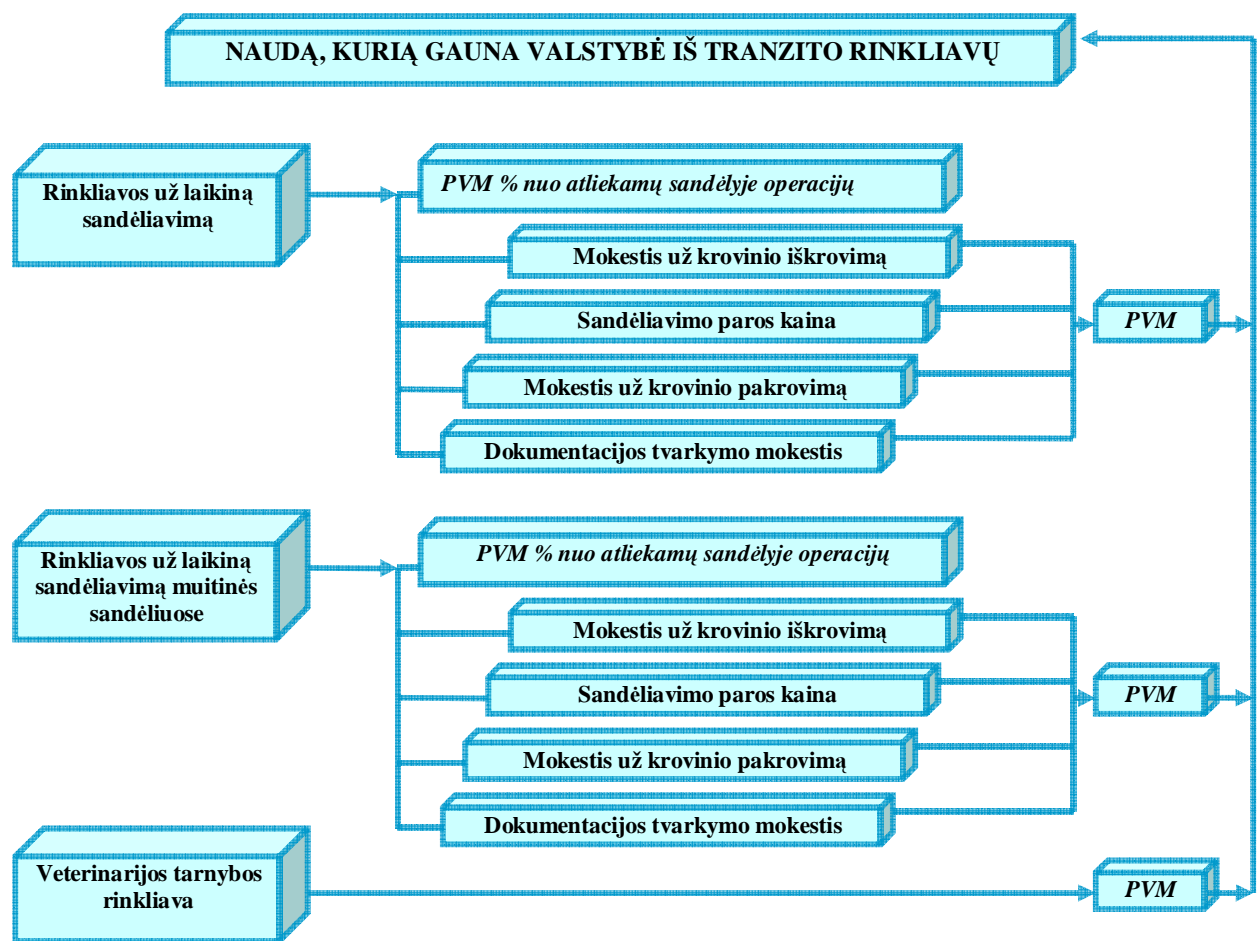 NAUDĄ, KURIĄ GAUNA VALSTYBĖ IŠ TRANZITO RINKLIAVŲ
Rinkliavos už laikiną
sandėliavimą
PVM % nuo atliekamų sandėlyje operacijų
Mokestis už krovinio iškrovimą
Sandėliavimo paros kaina
PVM
Mokestis už krovinio pakrovimą
Dokumentacijos tvarkymo mokestis
Rinkliavos už laikiną
sandėliavimą muitinės
sandėliuose
PVM % nuo atliekamų sandėlyje operacijų
Mokestis už krovinio iškrovimą
Sandėliavimo paros kaina
PVM
Mokestis už krovinio pakrovimą
Dokumentacijos tvarkymo mokestis
Veterinarijos tarnybos
rinkliava
PVM